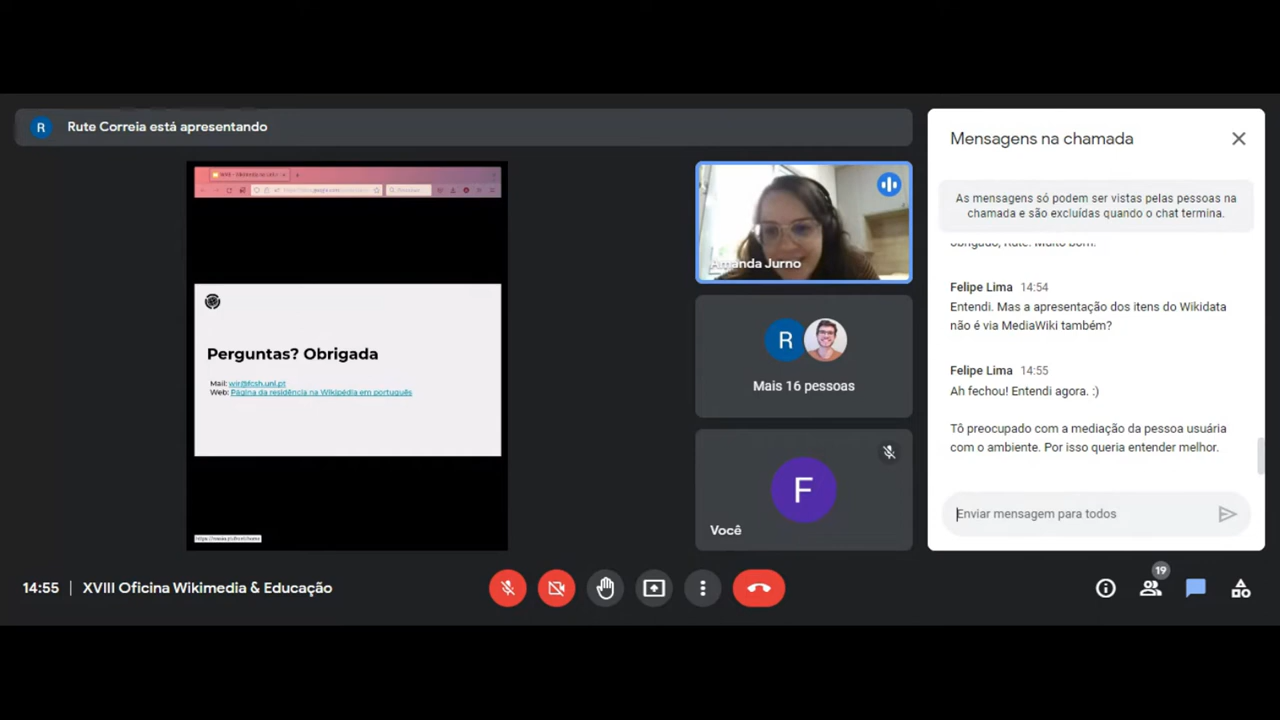 R Rute Correia está apresentando
Perguntas? Obrigada
Mail: wir@fcsh.unl.pt
Web: Página da residência na Wikipédia em português
Amanda Jurno
R
Mais 16 pessoas
F
Você
Mensagens na chamada
As mensagens só podem ser vistas pelas pessoas na
chamada e são excluídas quando o chat termina.
Obrigado, Rute! Muito bom!
Felipe Lima 14:54
Entendi. Mas a apresentação dos itens do Wikidata
não é via MediaWiki também?
Felipe Lima 14:55
Ah fechou! Entendi agora. :)
Tô preocupado com a mediação da pessoa usuária
com o ambiente. Por isso queria entender melhor.
Enviar mensagem para todos
14:55 | XVIII Oficina Wikimedia & Educação
19